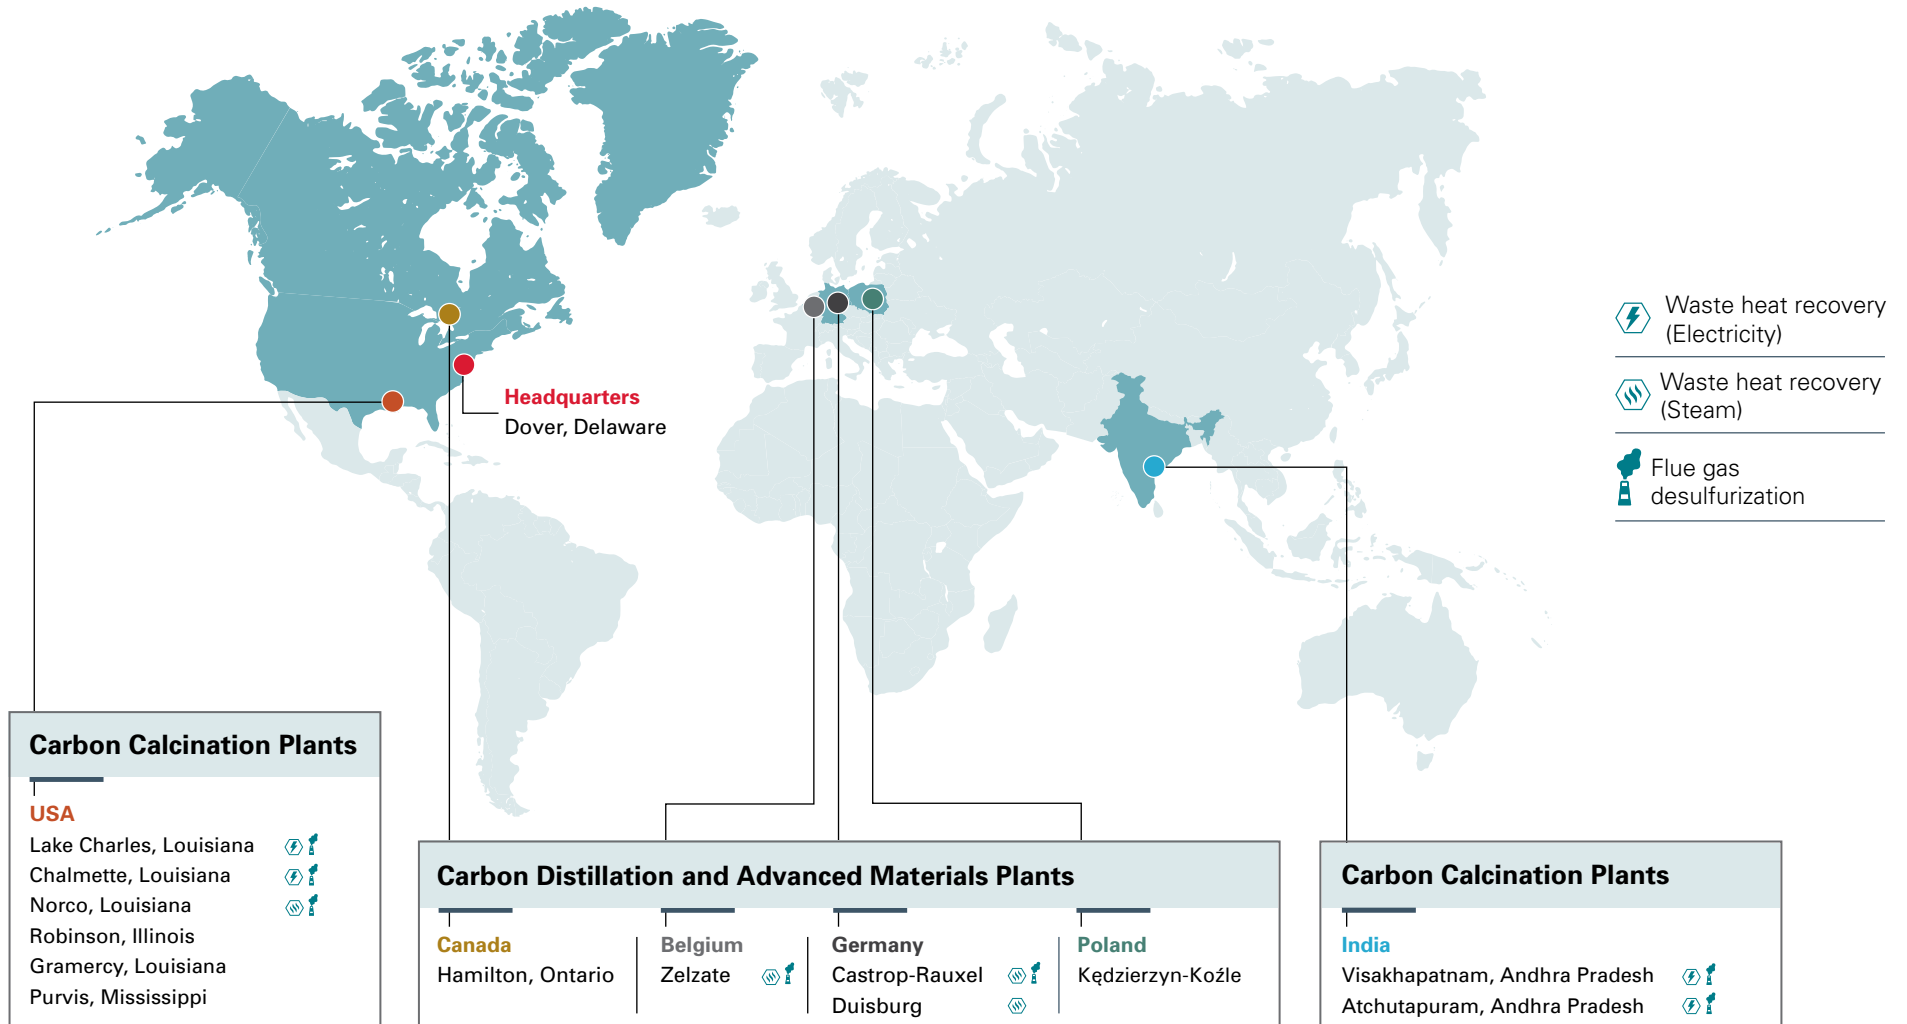 Headquarters
Dover, Delaware
Waste heat recovery
(Electricity)
Waste heat recovery
(Steam)
Flue gas
desulfurization
Carbon Calcination Plants
USA
Lake Charles, Louisiana
Chalmette, Louisiana
Norco, Louisiana
Robinson, Illinois
Gramercy, Louisiana
Purvis, Mississippi
Carbon Distillation and Advanced Materials Plants
Canada
Hamilton, Ontario
Belgium
Zelzate
Germany
Castrop-Rauxel
Duisburg
Poland
Kędzierzyn-Koźle
Carbon Calcination Plants
India
Visakhapatnam, Andhra Pradesh
Atchutapuram, Andhra Pradesh